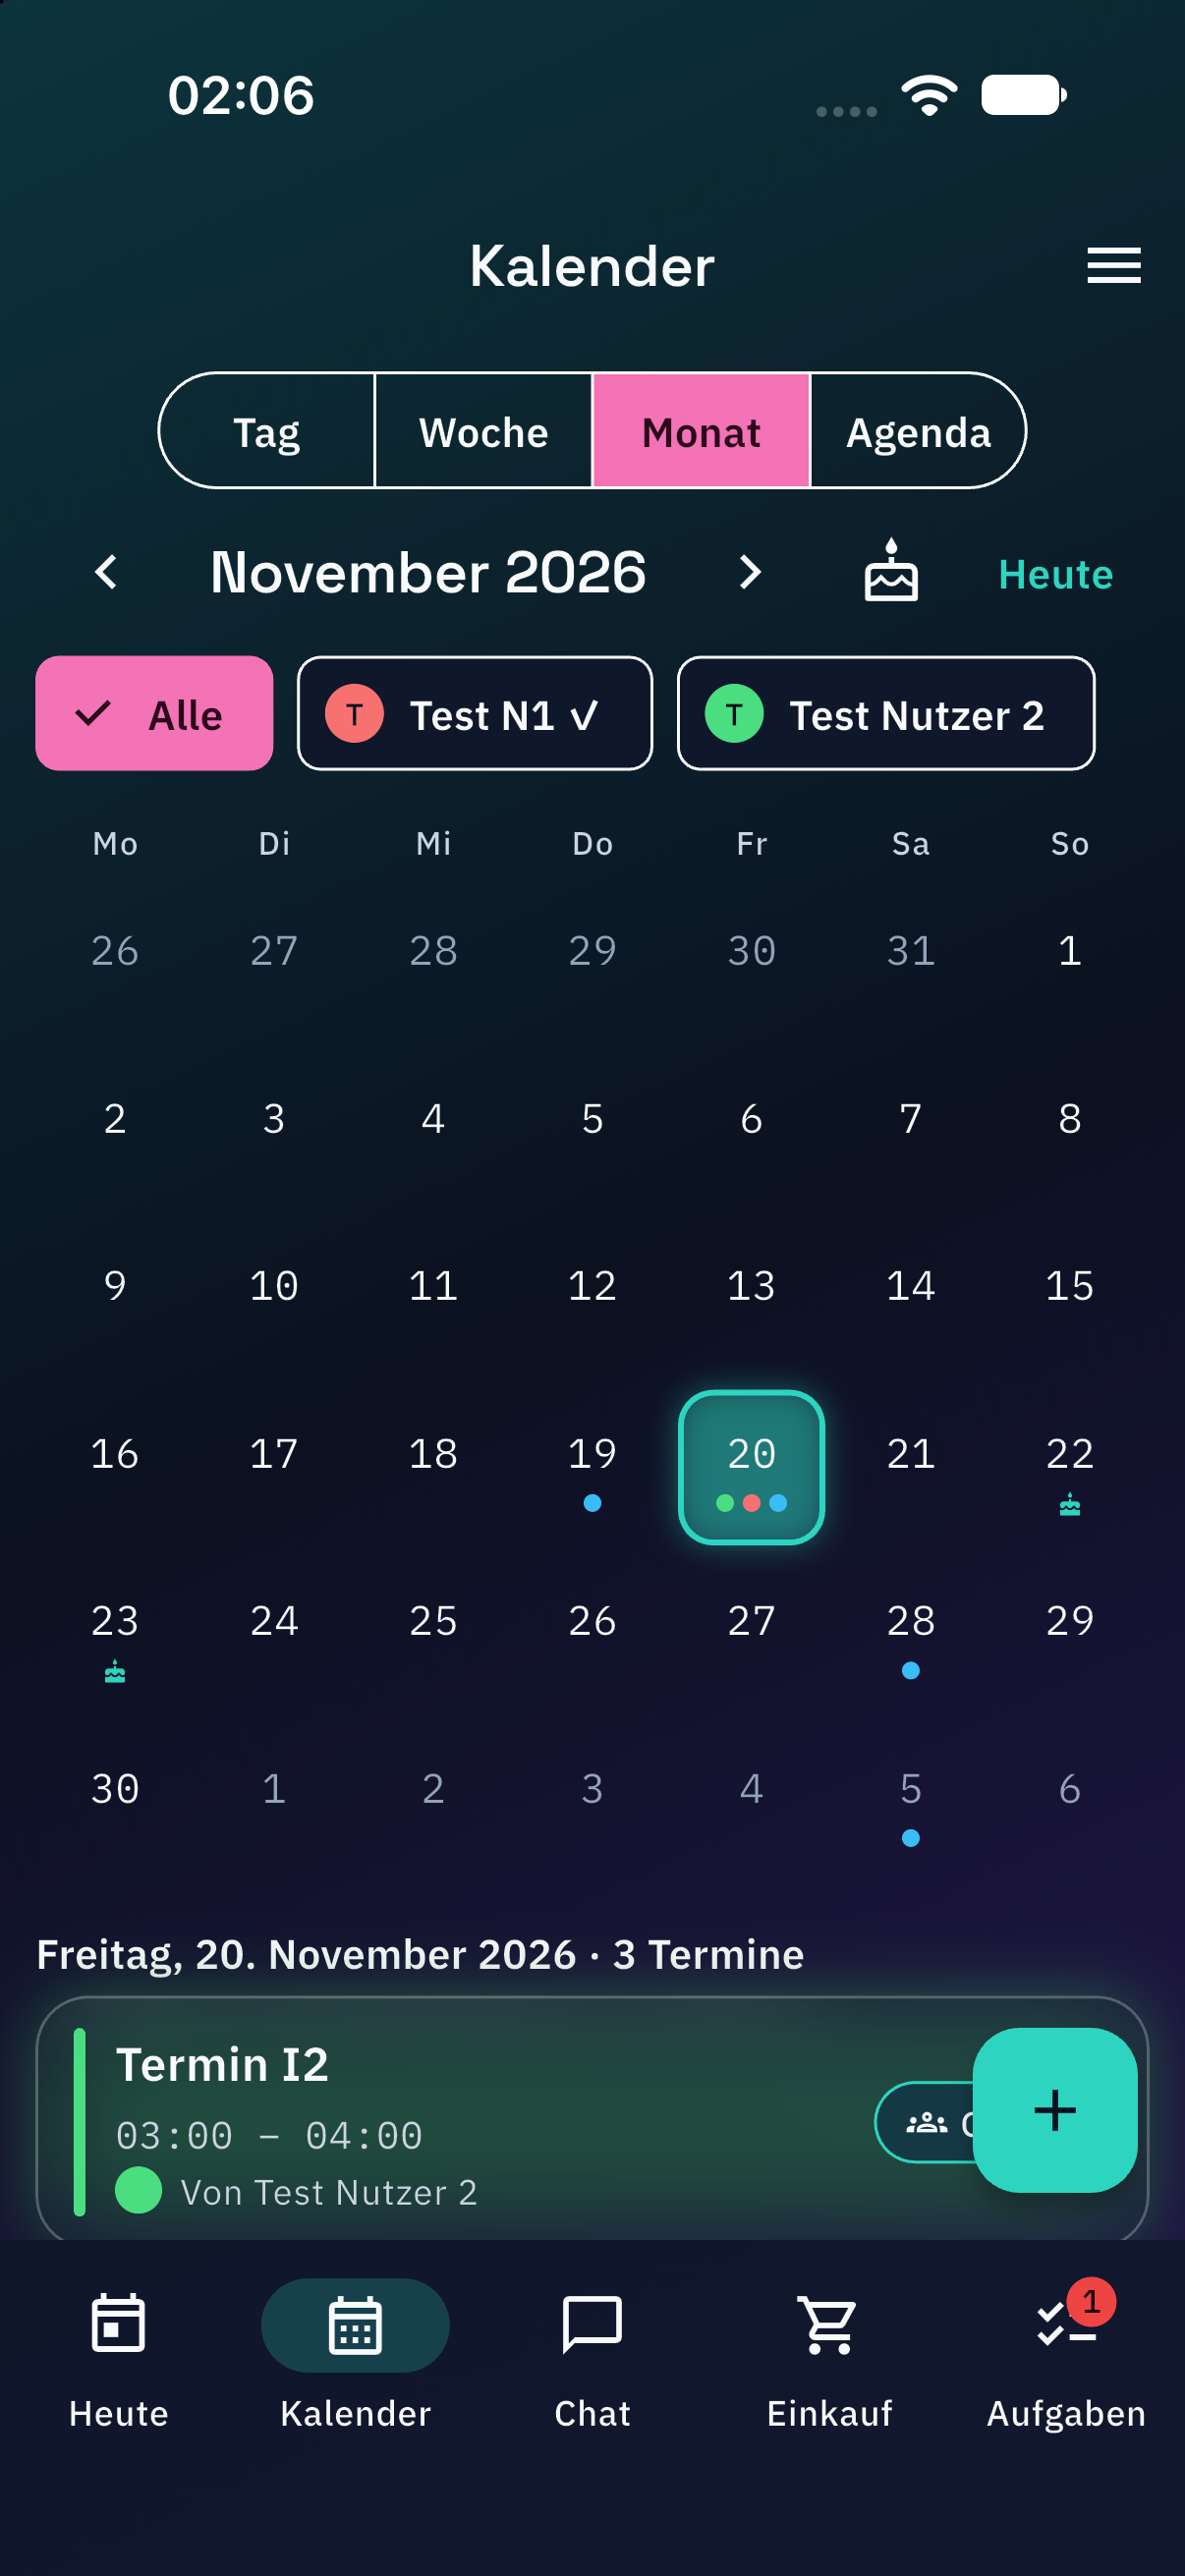 02:06
Kalender
Tag Woche Monat Agenda
November 2026 Heute
Alle T Test N1 ✓ T Test Nutzer 2
Mo Di Mi Do Fr Sa So
26 27 28 29 30 31 1
2 3 4 5 6 7 8
9 10 11 12 13 14 15
16 17 18 19 20 21 22
23 24 25 26 27 28 29
30 1 2 3 4 5 6
Freitag, 20. November 2026 · 3 Termine
Termin I2
03:00 – 04:00
Von Test Nutzer 2
1
Heute Kalender Chat Einkauf Aufgaben